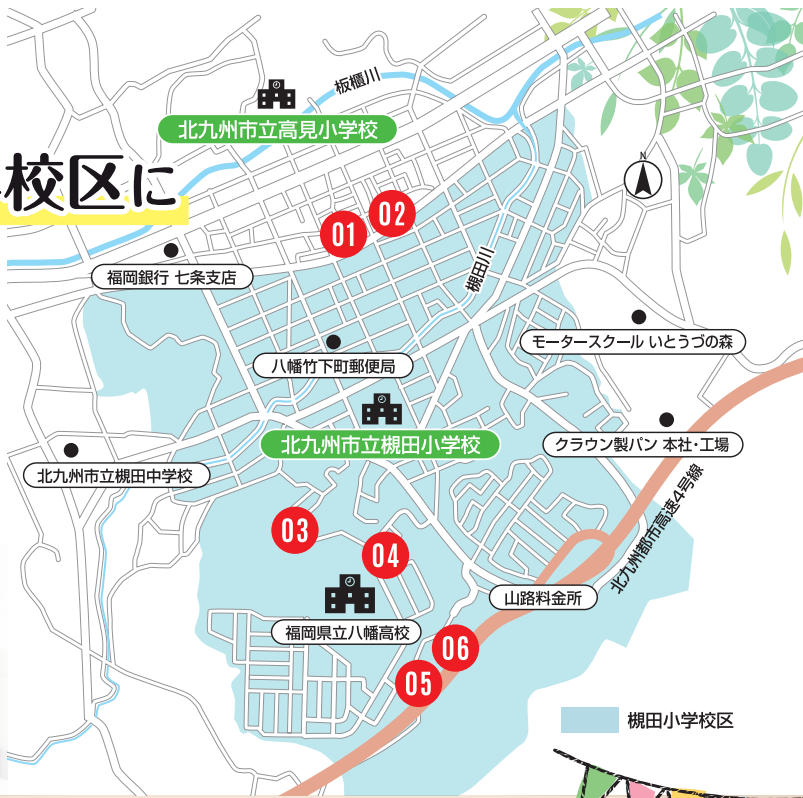 板櫃川
北九州市立高見小学校
校区に
N
02
01
槻田川
福岡銀行 七条支店
モータースクール いとうづの森
八幡竹下町郵便局
北九州市立槻田小学校
クラウン製パン 本社・工場
北九州市立槻田中学校
北九州都市高速4号線
03
04
山路料金所
福岡県立八幡高校
06
05
槻田小学校区